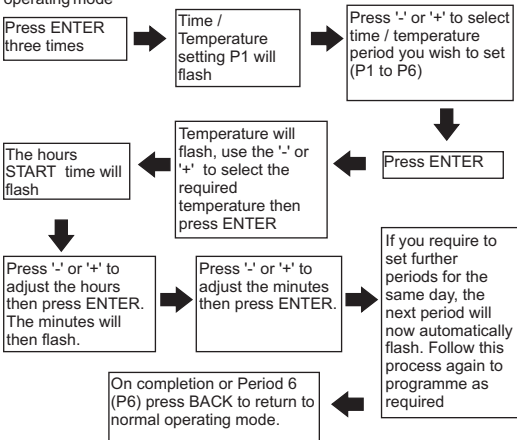 operating mode
Press ENTER
three times
Time /
Temperature
setting P1 will
flash
Press '-' or '+' to select
time / temperature
period you wish to set
(P1 to P6)
Press ENTER
Temperature will
flash, use the '-' or
'+' to select the
required
temperature then
press ENTER
The hours
START time will
flash
Press '-' or '+' to
adjust the hours
then press ENTER.
The minutes will
then flash.
Press '-' or '+' to
adjust the minutes
then press ENTER.
If you require to
set further
periods for the
same day, the
next period will
now automatically
flash. Follow this
process again to
programme as
required
On completion or Period 6
(P6) press BACK to return to
normal operating mode.